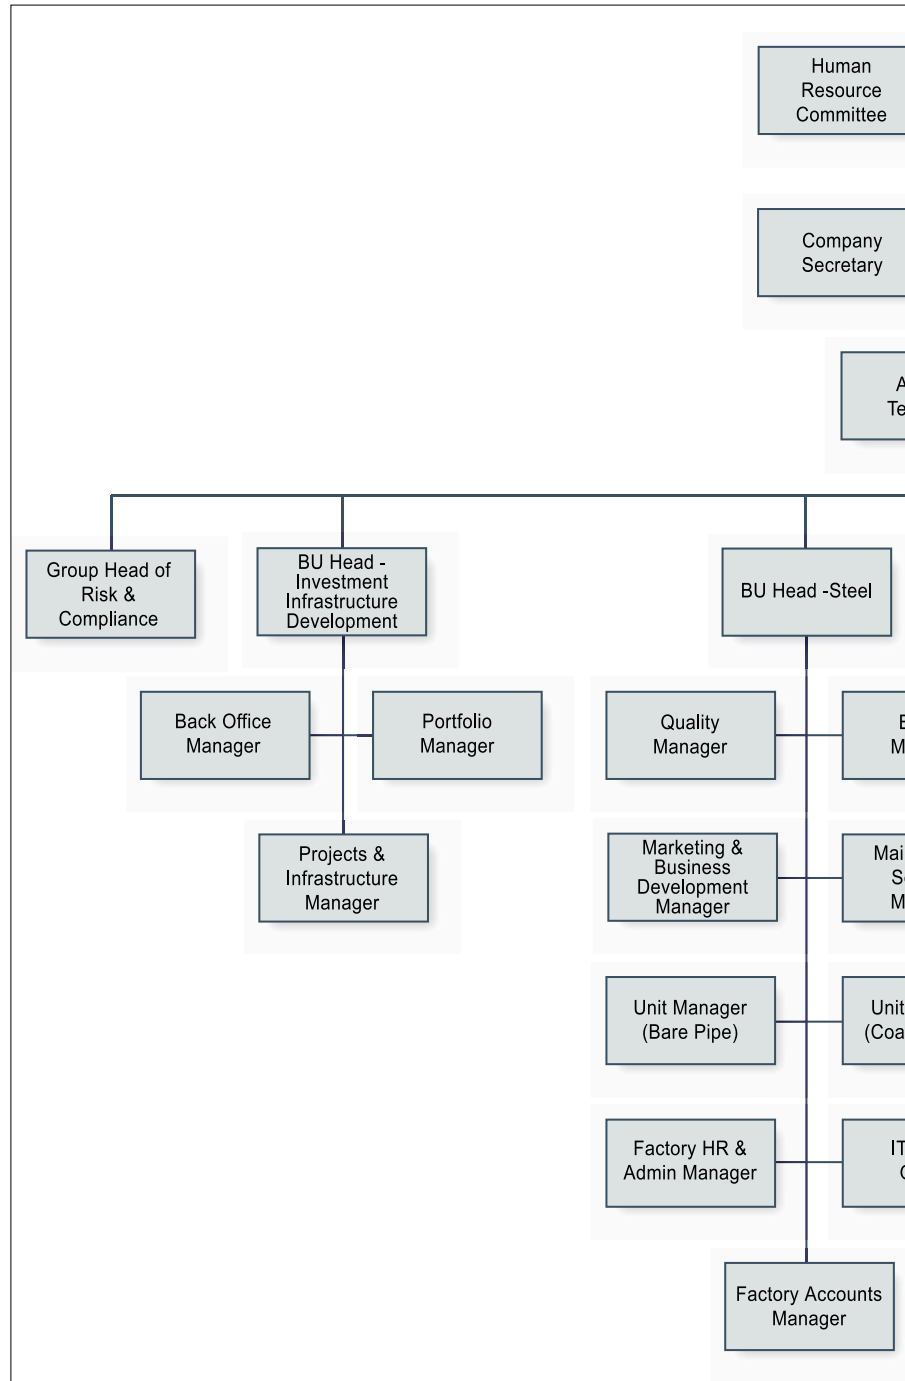 Human
Resource
Committee
Company
Secretary
Group Head of
Risk &
Compliance
BU Head -
Investment
Infrastructure
Development
BU Head -Steel
Back Office
Manager
Portfolio
Manager
Quality
Manager
Projects &
Infrastructure
Manager
Marketing &
Business
Development
Manager
Unit Manager
(Bare Pipe)
Unit
Factory HR &
Admin Manager
IT
Factory Accounts
Manager